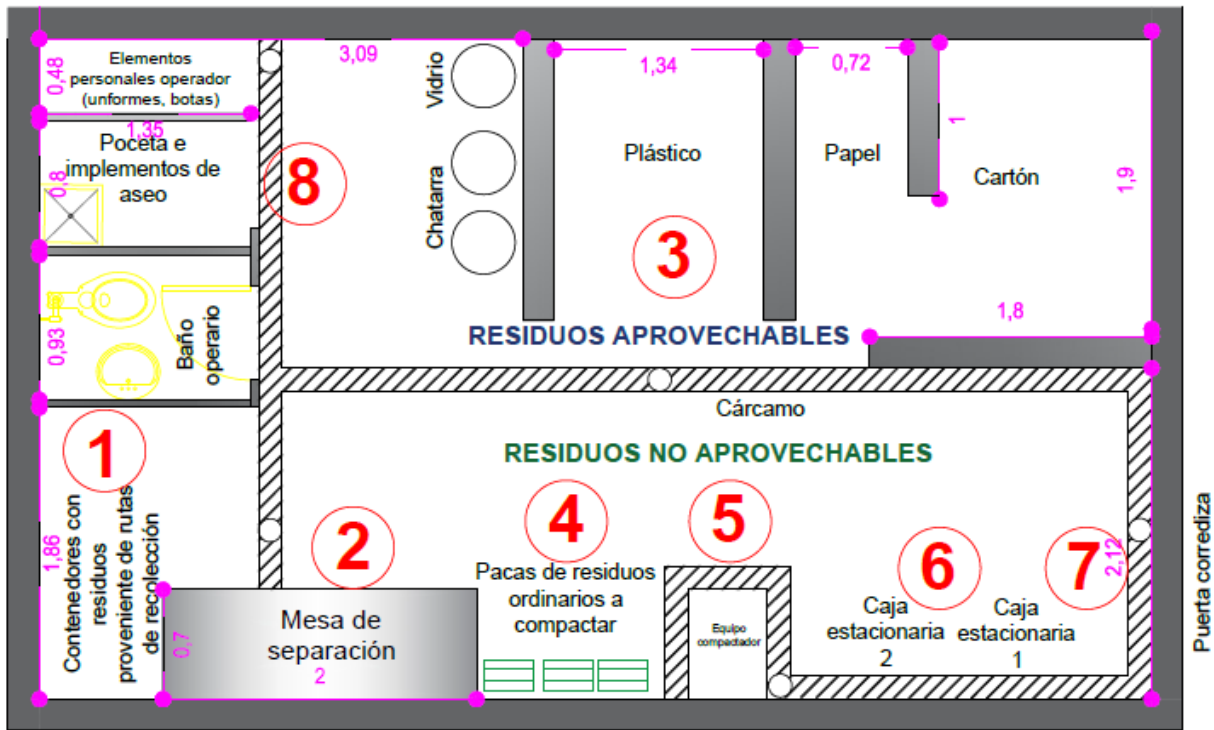 Elementos
personales operador
(unformes, botas)
0,48
1,35
Poceta e
implementos de
aseo
0,8
Baño
operario
0,93
1
Contenedores con
residuos
proveniente de rutas
de recolección
1,86
3,09
8
Vidrio
Chatarra
1,34
Plástico
3
0,72
Papel
1
Cartón
1,9
1,8
RESIDUOS APROVECHABLES
Cárcamo
RESIDUOS NO APROVECHABLES
2
Mesa de
separación
2
0,7
4
Pacas de residuos
ordinarios a
compactar
5
Equipo
compactador
6
Caja
estacionaria
2
7
Caja
estacionaria
1
2,12
Puerta corrediza